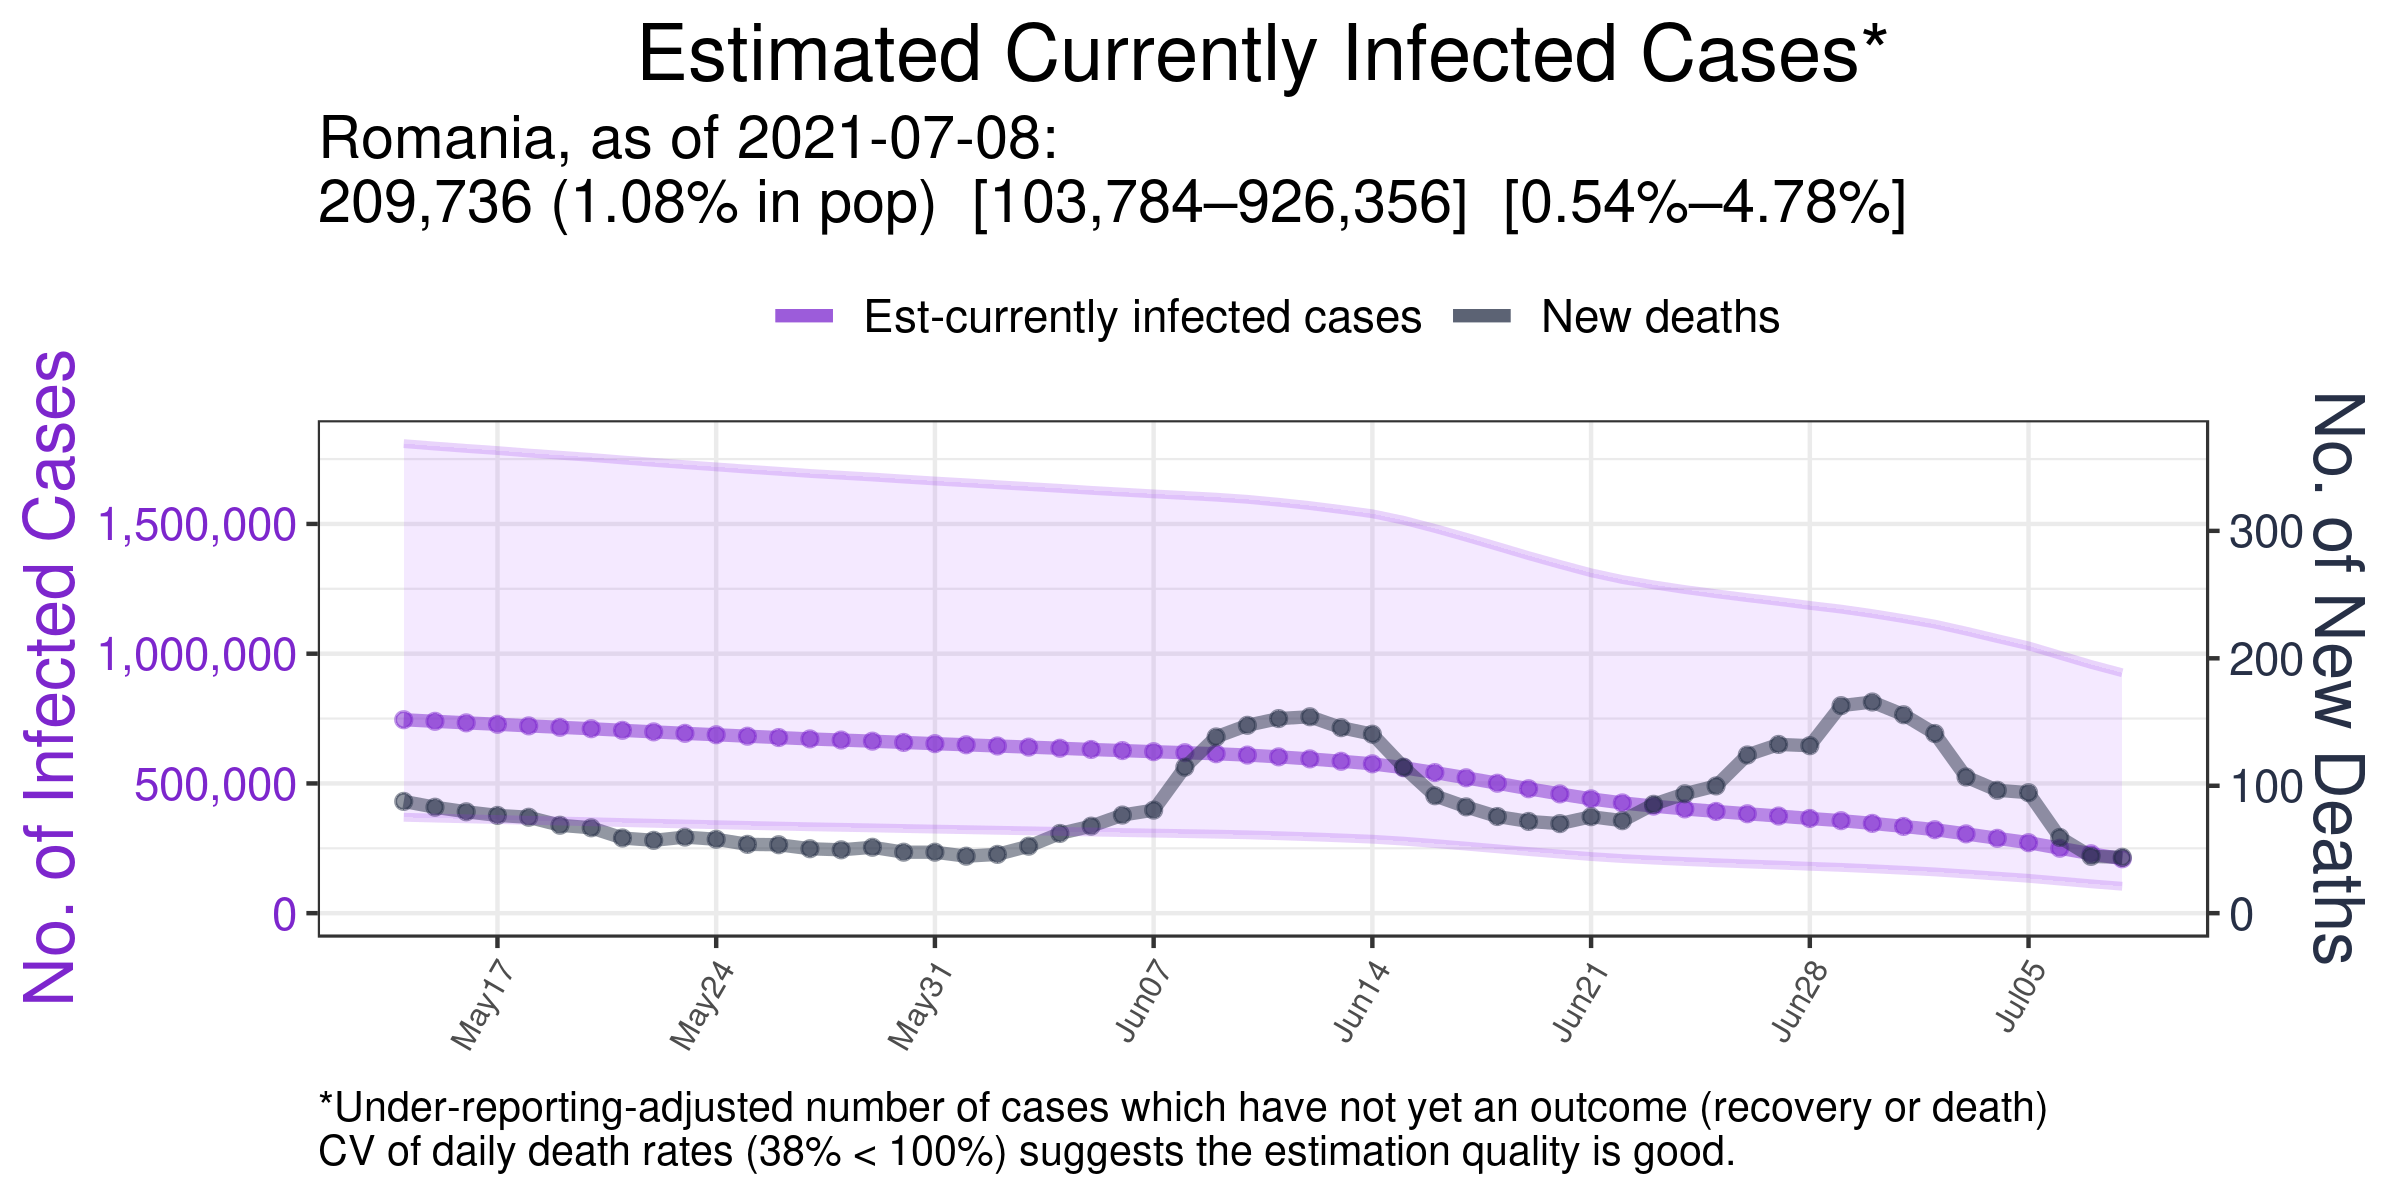 Estimated Currently Infected Cases*
Romania, as of 2021-07-08:
209,736 (1.08% in pop)  [103,784–926,356]  [0.54%–4.78%]
Est-currently infected cases
New deaths
No. of Infected Cases
1,500,000
1,000,000
500,000
0
300
200
100
0
No. of New Deaths
May17
May24
May31
Jun07
Jun14
Jun21
Jun28
Jul05
*Under-reporting-adjusted number of cases which have not yet an outcome (recovery or death)
CV of daily death rates (38% < 100%) suggests the estimation quality is good.